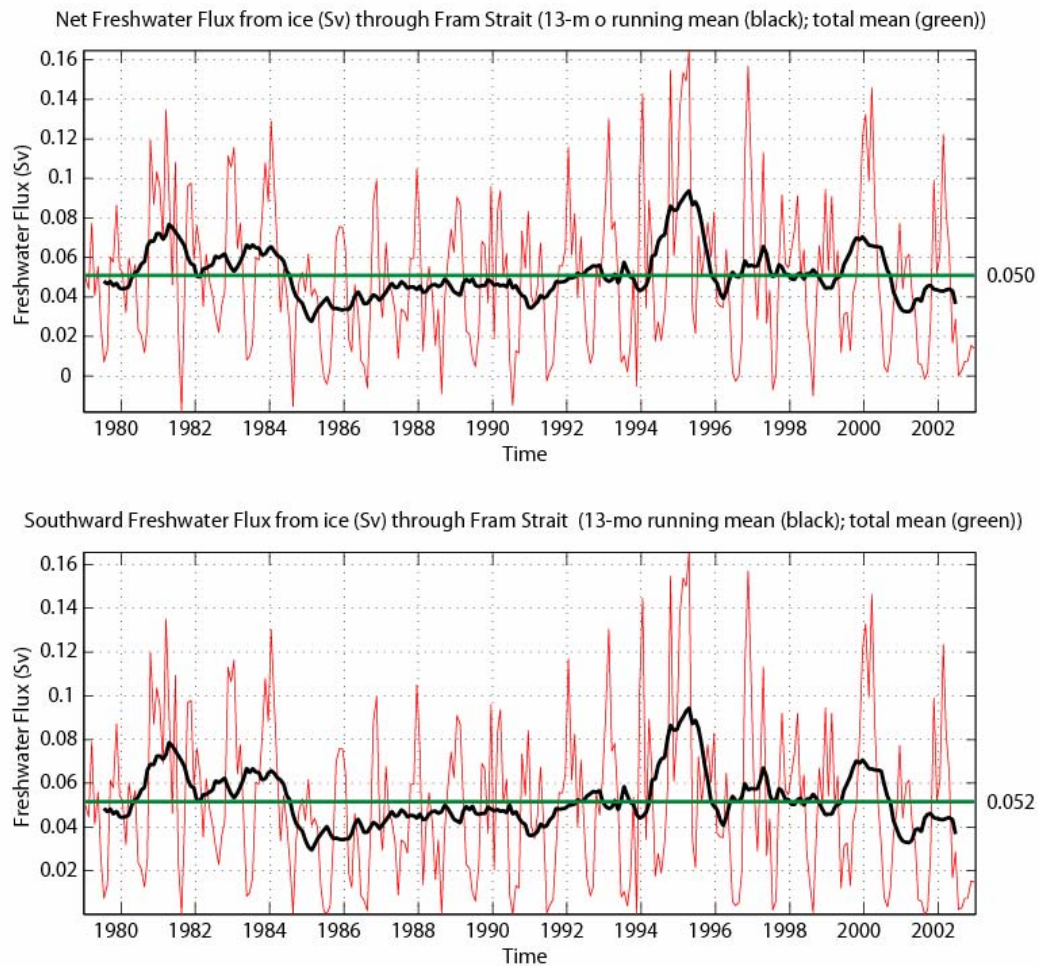 Net Freshwater Flux from ice (Sv) through Fram Strait (13-m o running mean (black); total mean (green))
Freshwater Flux (Sv)
0.16
0.14
0.12
0.1
0.08
0.06
0.04
0.02
0
0.050
1980 1982 1984 1986 1988 1990 1992 1994 1996 1998 2000 2002
Time
Southward Freshwater Flux from ice (Sv) through Fram Strait (13-mo running mean (black); total mean (green))
Freshwater Flux (Sv)
0.16
0.14
0.12
0.1
0.08
0.06
0.04
0.02
0.052
1980 1982 1984 1986 1988 1990 1992 1994 1996 1998 2000 2002
Time